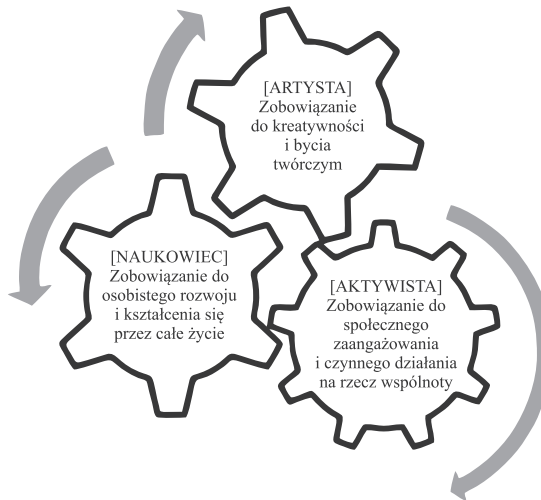 [ARTYSTA]
Zobowiązanie
do kreatywności
i bycia
twórczym
[NAUKOWIEC]
Zobowiązanie do
osobistego rozwoju
i kształcenia się
przez całe życie
[AKTYWISTA]
Zobowiązanie do
społecznego
zaangażowania
i czynnego działania
na rzecz wspólnoty